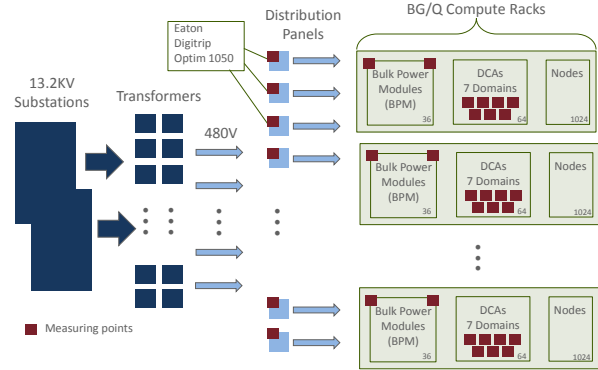 Distribution
Panels
BG/Q Compute Racks
Eaton
Digitrip
Optim 1050
13.2KV
Substations
Transformers
480V
Bulk Power
Modules
(BPM)
36
DCAs
7 Domains
64
Nodes
1024
Bulk Power
Modules
(BPM)
36
DCAs
7 Domains
64
Nodes
1024
Bulk Power
Modules
(BPM)
36
DCAs
7 Domains
64
Nodes
1024
Measuring points